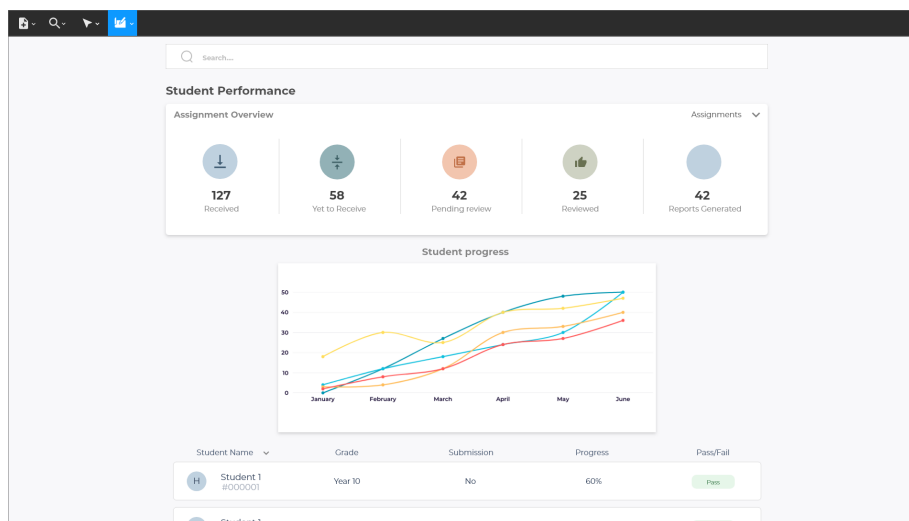 Search....
Student Performance
Assignment Overview
Assignments
127
Received
58
Yet to Receive
42
Pending review
25
Reviewed
42
Reports Generated
Student progress
50
40
30
20
10
0
January February March April May June
Student Name Grade Submission Progress Pass/Fail
H Student 1 Year 10 No 60% Pass
#000001